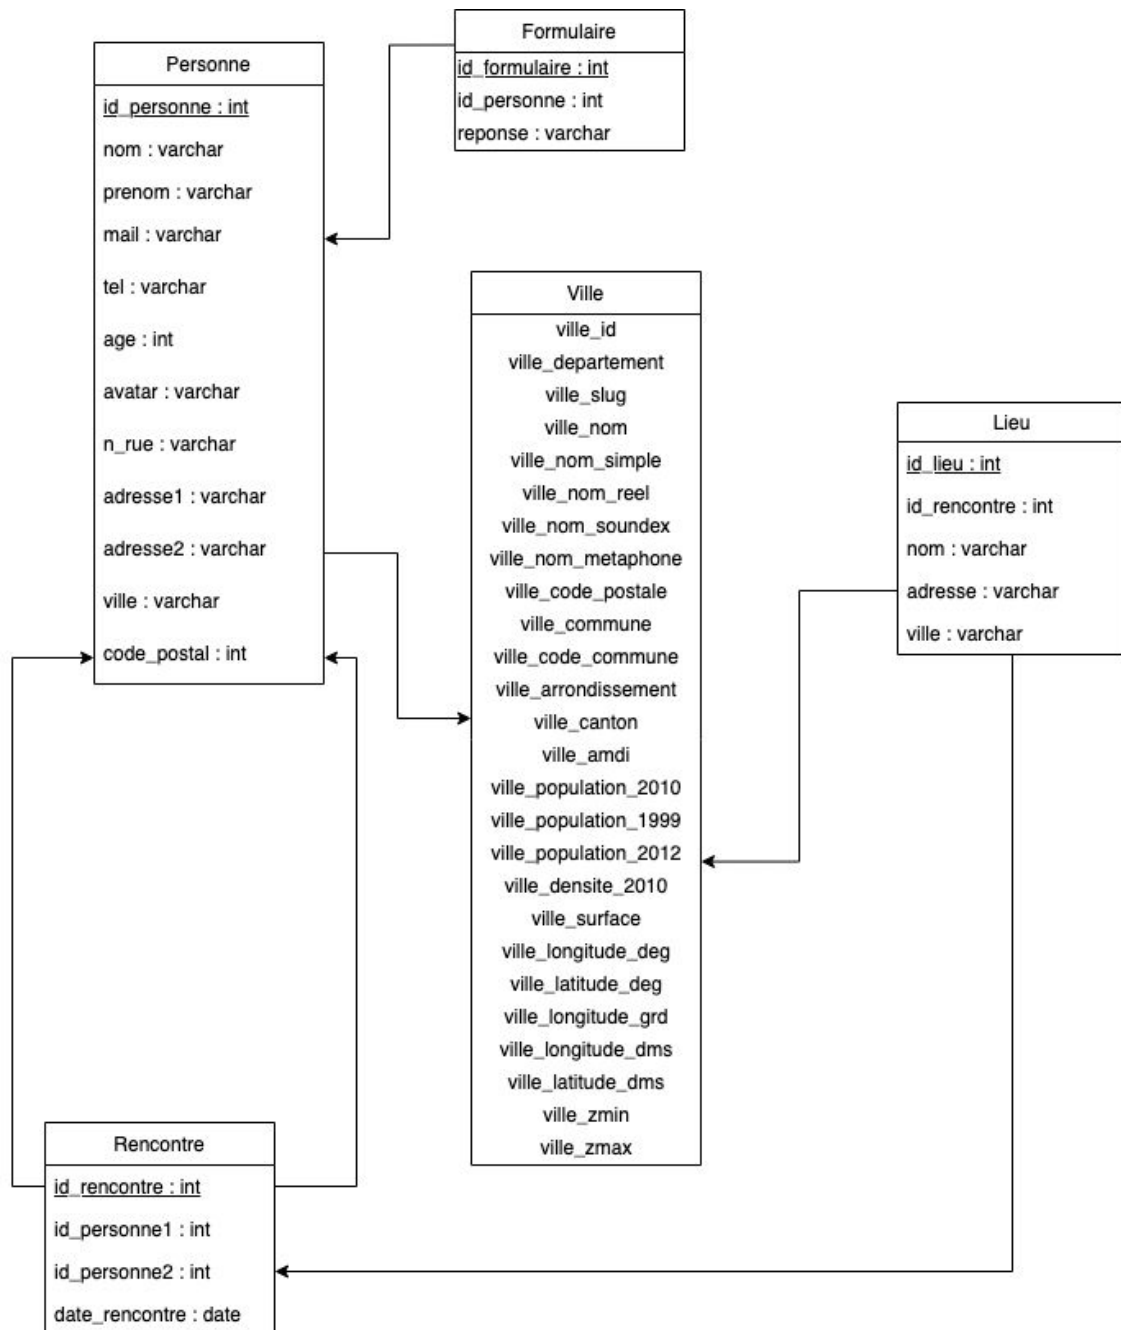 Formulaire
id_formulaire : int
id_personne : int
reponse : varchar
Personne
id_personne : int
nom : varchar
prenom : varchar
mail : varchar
tel : varchar
age : int
avatar : varchar
n_rue : varchar
adresse1 : varchar
adresse2 : varchar
ville : varchar
code_postal : int
Ville
ville_id
ville_departement
ville_slug
ville_nom
ville_nom_simple
ville_nom_reel
ville_nom_soundex
ville_nom_metaphone
ville_code_postale
ville_commune
ville_code_commune
ville_arrondissement
ville_canton
ville_amdi
ville_population_2010
ville_population_1999
ville_population_2012
ville_densite_2010
ville_surface
ville_longitude_deg
ville_latitude_deg
ville_longitude_grd
ville_longitude_dms
ville_latitude_dms
ville_zmin
ville_zmax
Lieu
id_lieu : int
id_rencontre : int
nom : varchar
adresse : varchar
ville : varchar
Rencontre
id_rencontre : int
id_personne1 : int
id_personne2 : int
date_rencontre : date